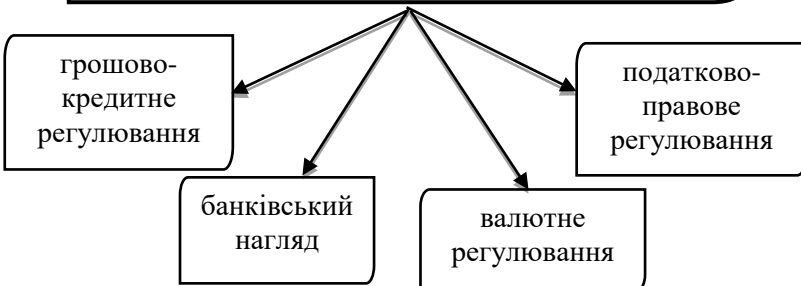 грошово-
кредитне
регулювання
банківський
нагляд
валютне
регулювання
податково-
правове
регулювання